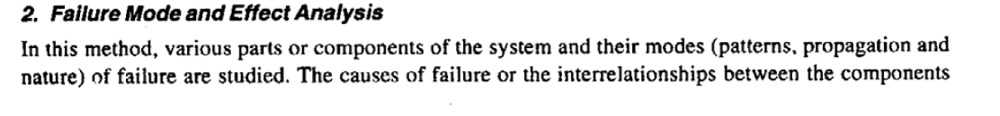 2. Failure Mode and Effect Analysis
In this method, various parts or components of the system and their modes (patterns, propagation and
nature) of failure are studied. The causes of failure or the interrelationships between the components